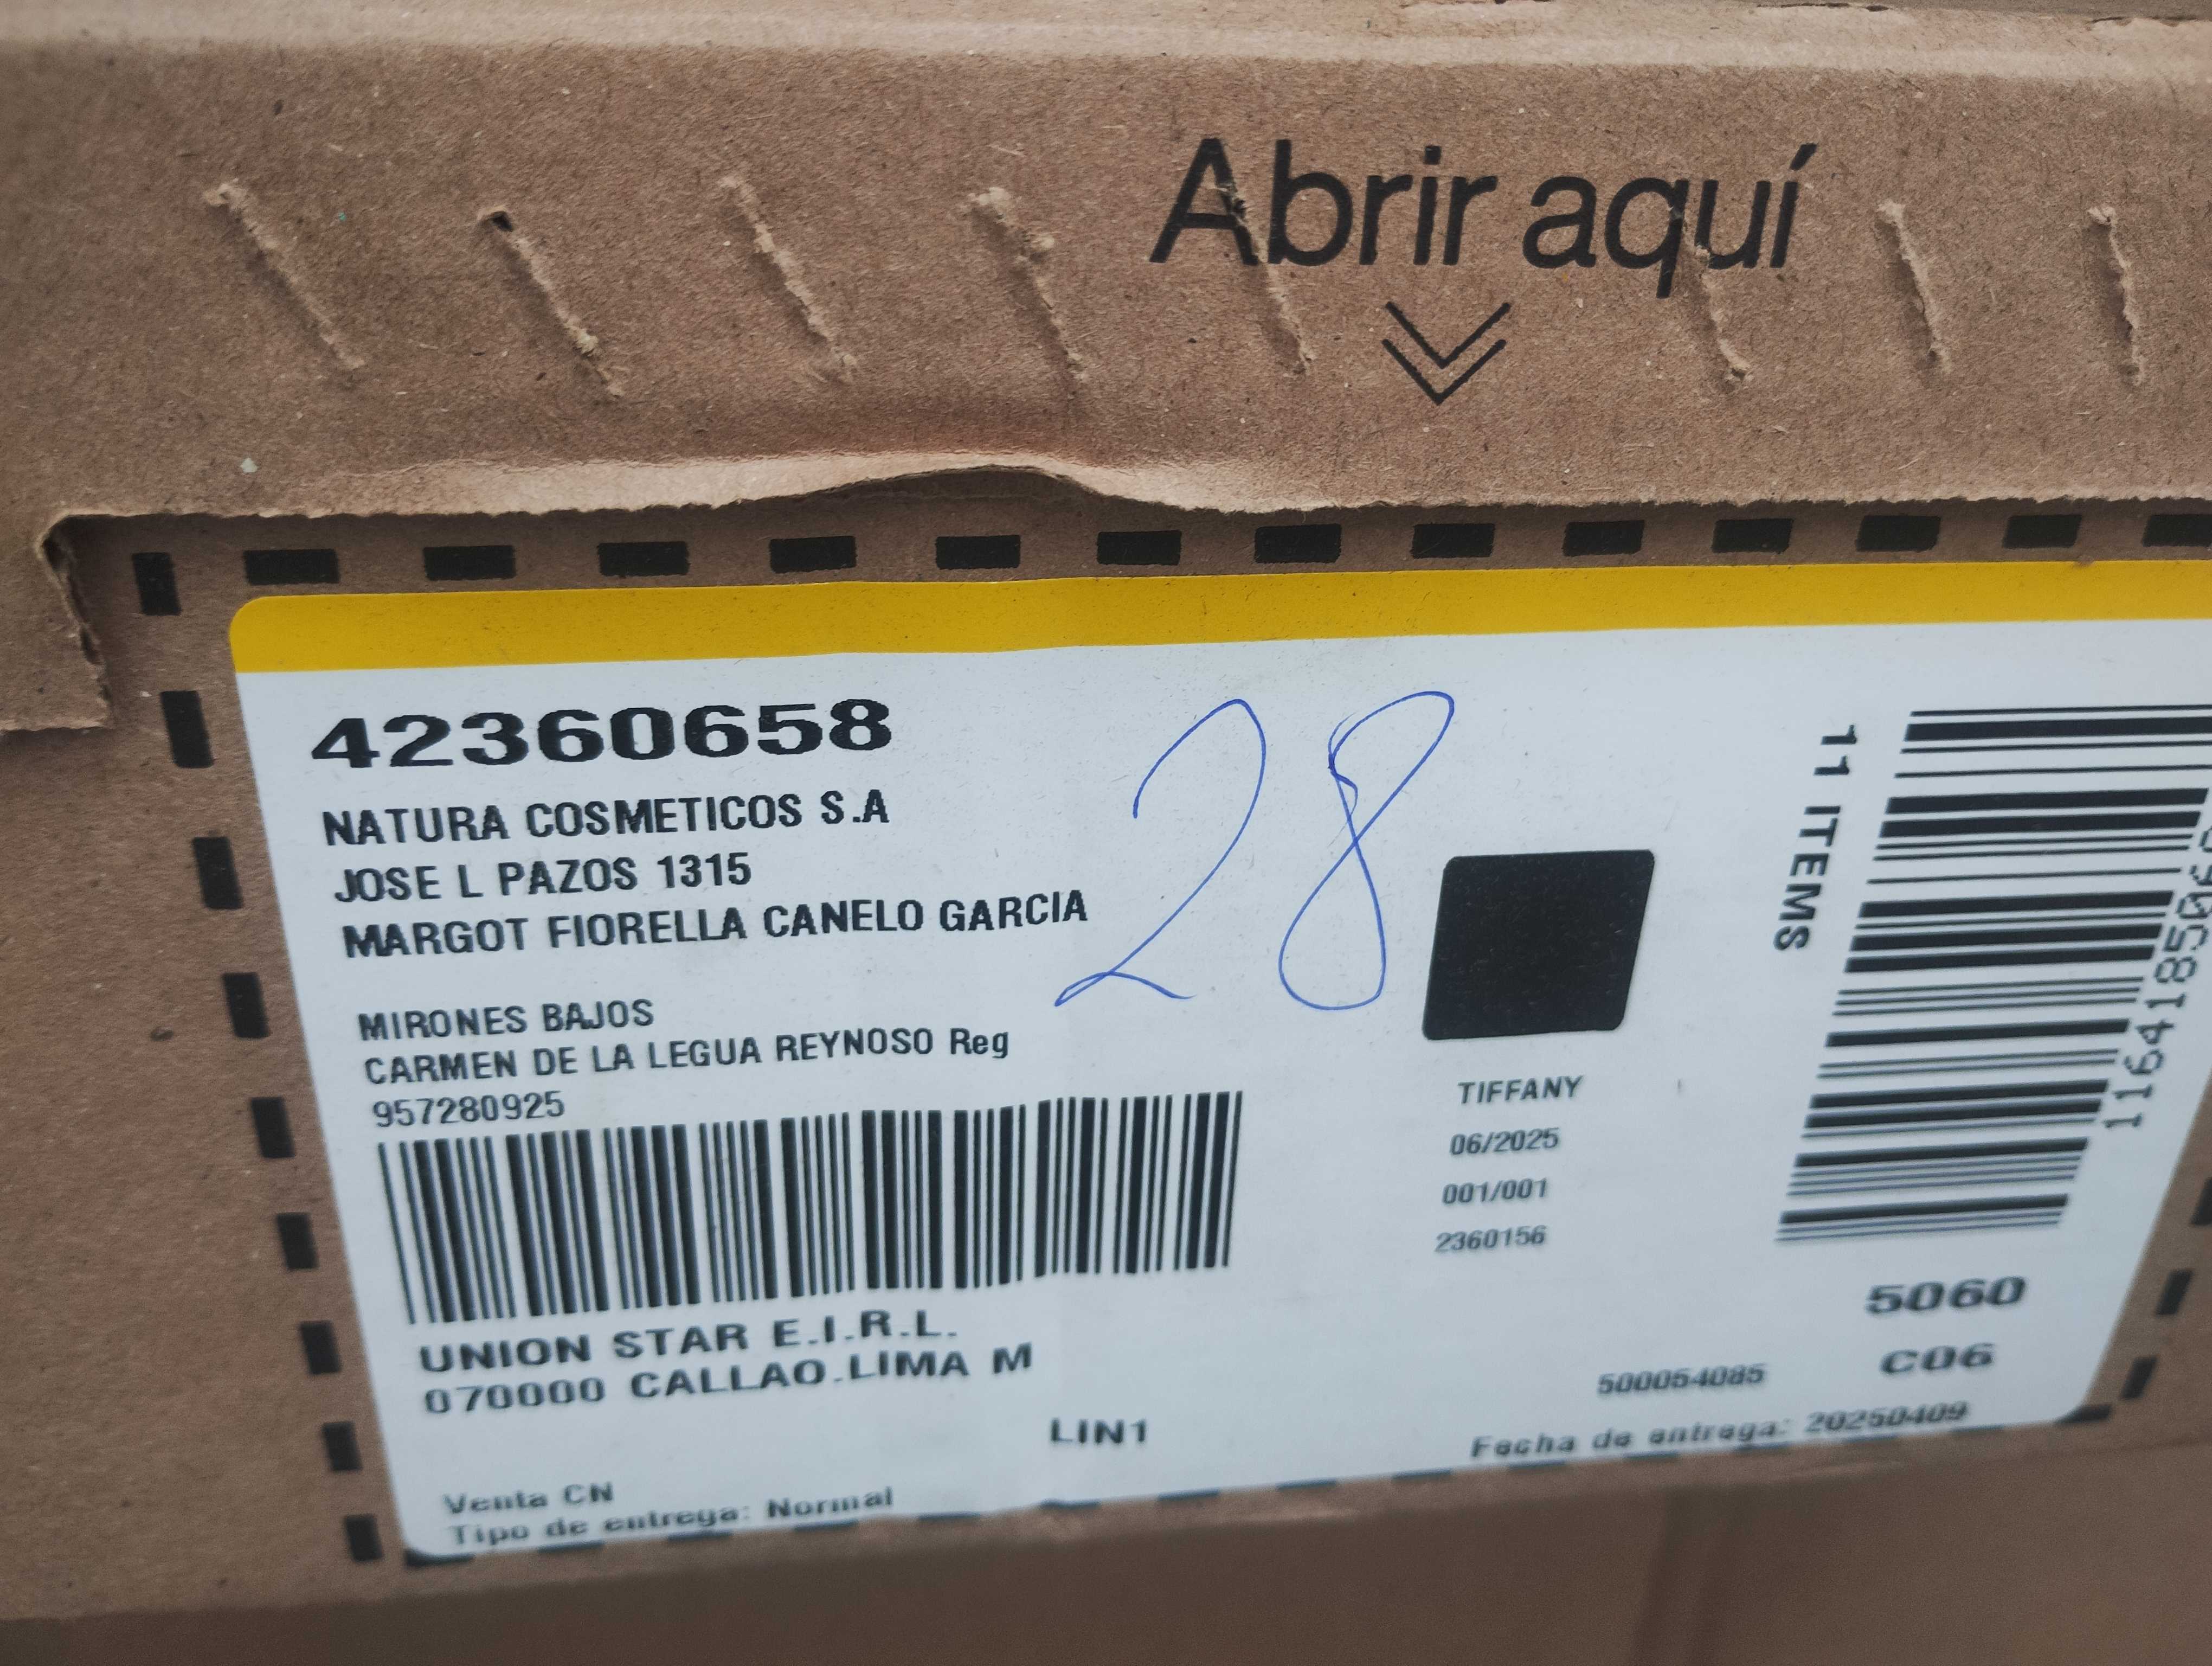 Abrir aquí
42360658
NATURA COSMETICOS S.A
JOSE L PAZOS 1315
MARGOT FIORELLA CANELO GARCIA
28
MIRONES BAJOS
CARMEN DE LA LEGUA REYNOSO Reg
957280925
UNION STAR E.I.R.L.
070000 CALLAO.LIMA M
LIN1
Venta CN
Tipo de entrega: Normal
TIFFANY
06/2025
001/001
2360156
11 ITEMS
5060
C06
500054085
Fecha de entrega: 20250409